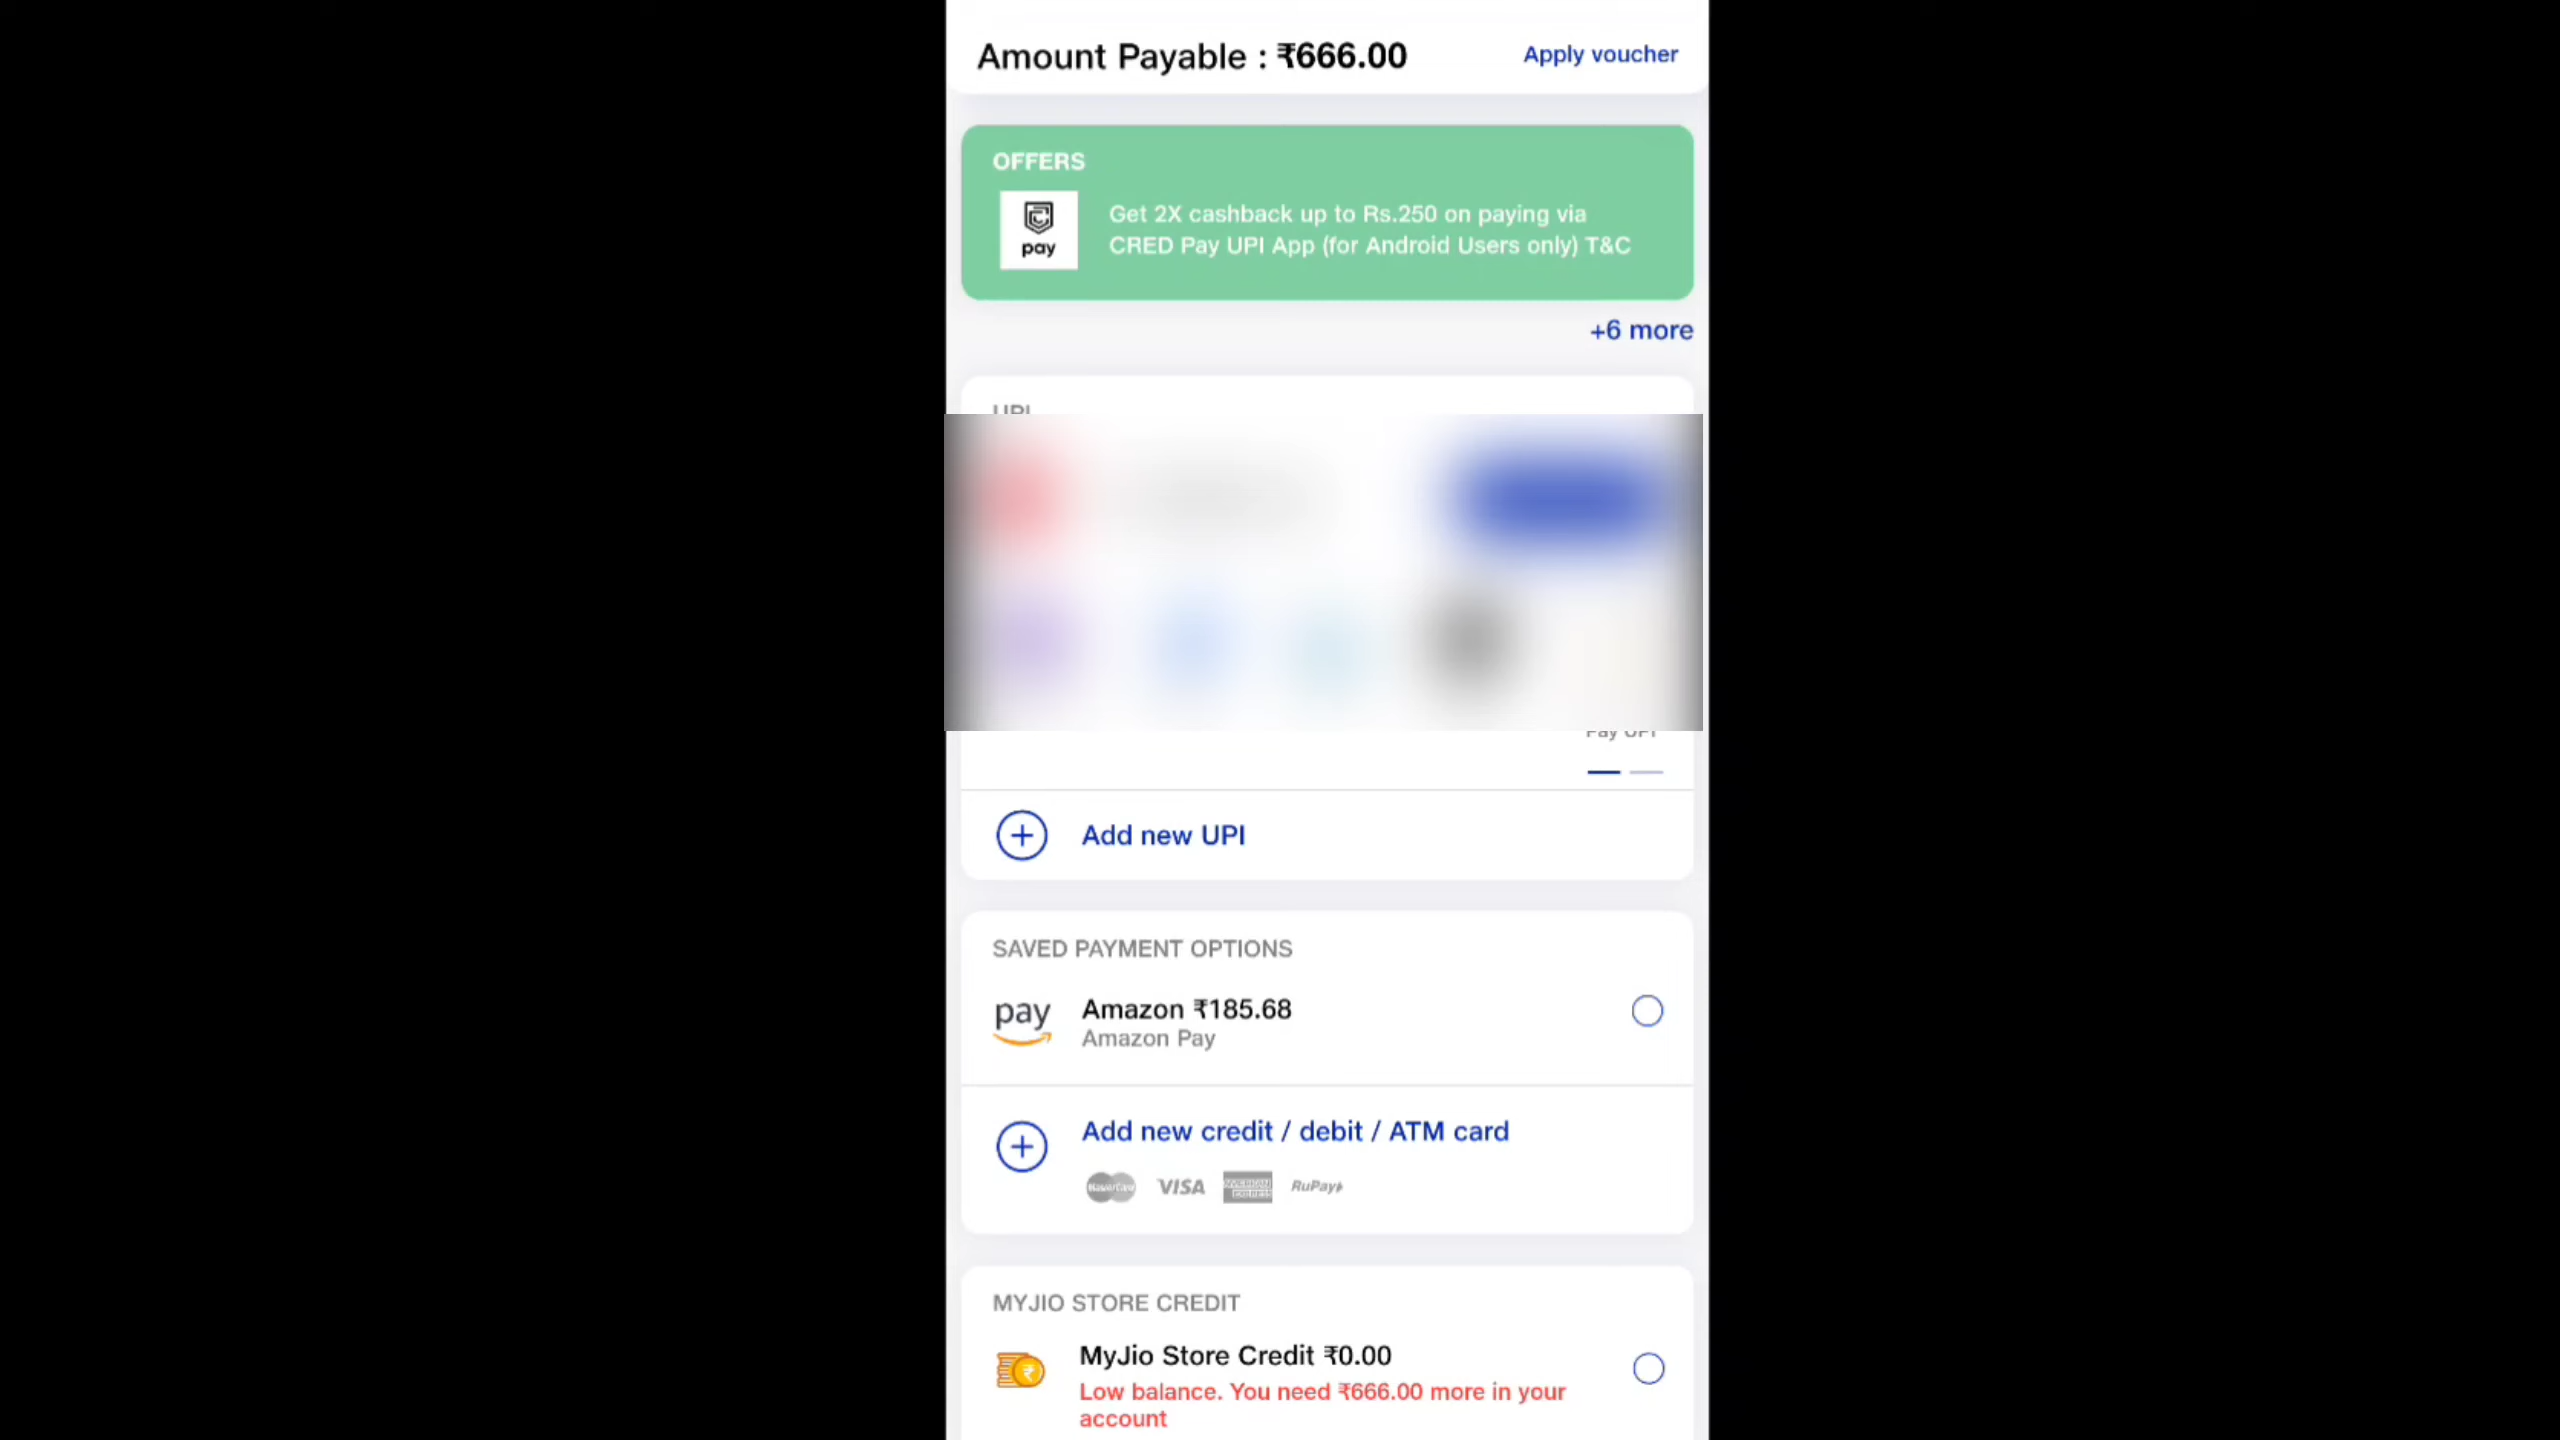 Amount Payable : ₹666.00
Apply voucher
OFFERS
pay
Get 2X cashback up to Rs.250 on paying via
CRED Pay UPI App (for Android Users only) T&C
+6 more
UPI
Pay UPI
Add new UPI
SAVED PAYMENT OPTIONS
pay
Amazon ₹185.68
Amazon Pay
Add new credit / debit / ATM card
MasterCard VISA AMERICAN EXPRESS RuPay
MYJIO STORE CREDIT
MyJio Store Credit ₹0.00
Low balance. You need ₹666.00 more in your
account